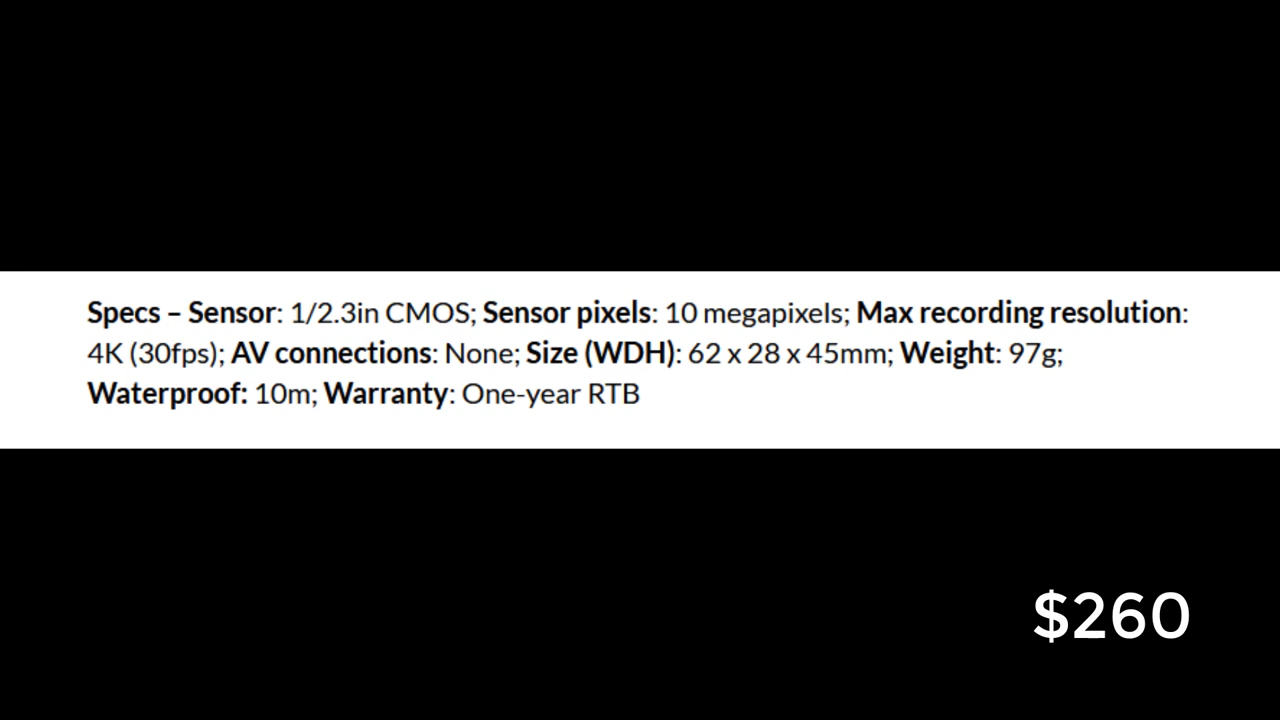 Specs – Sensor: 1/2.3in CMOS; Sensor pixels: 10 megapixels; Max recording resolution:
4K (30fps); AV connections: None; Size (WDH): 62 x 28 x 45mm; Weight: 97g;
Waterproof: 10m; Warranty: One-year RTB
$260